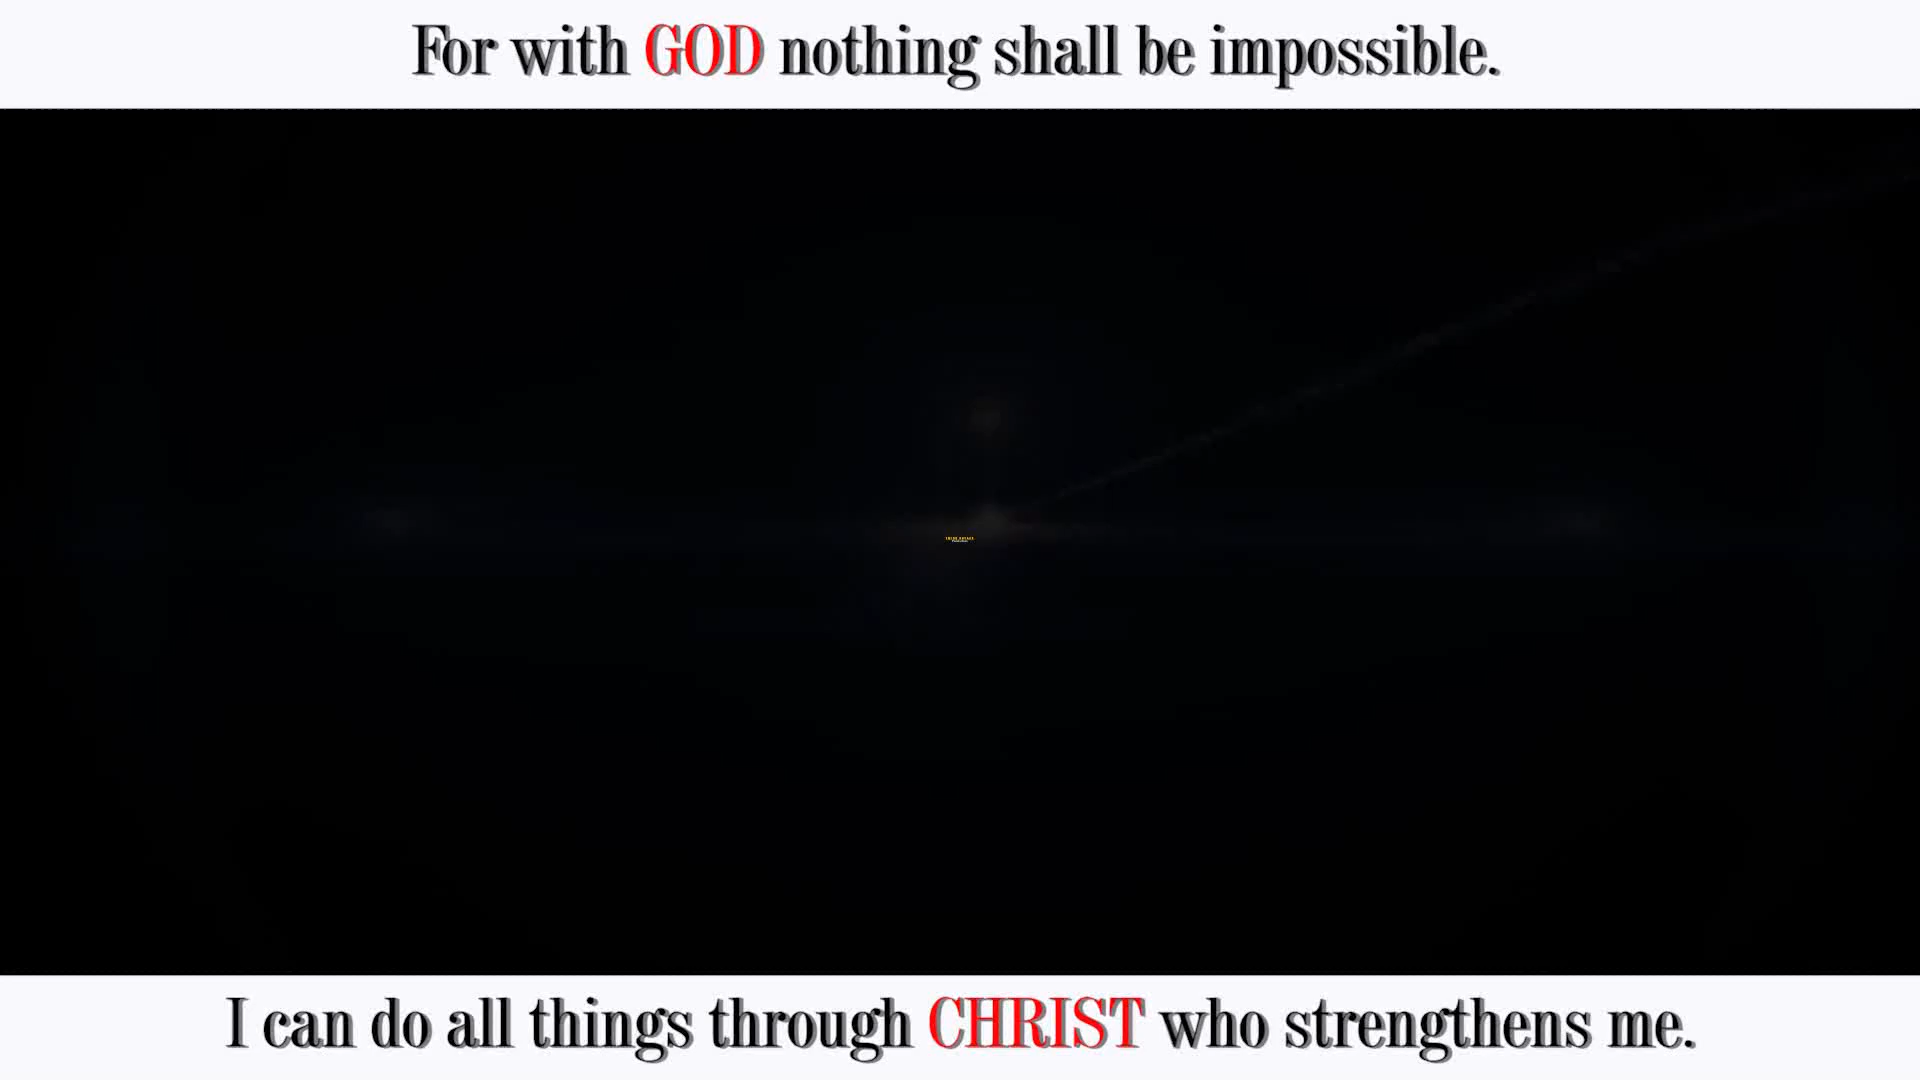 For with GOD nothing shall be impossible.
I can do all things through CHRIST who strengthens me.